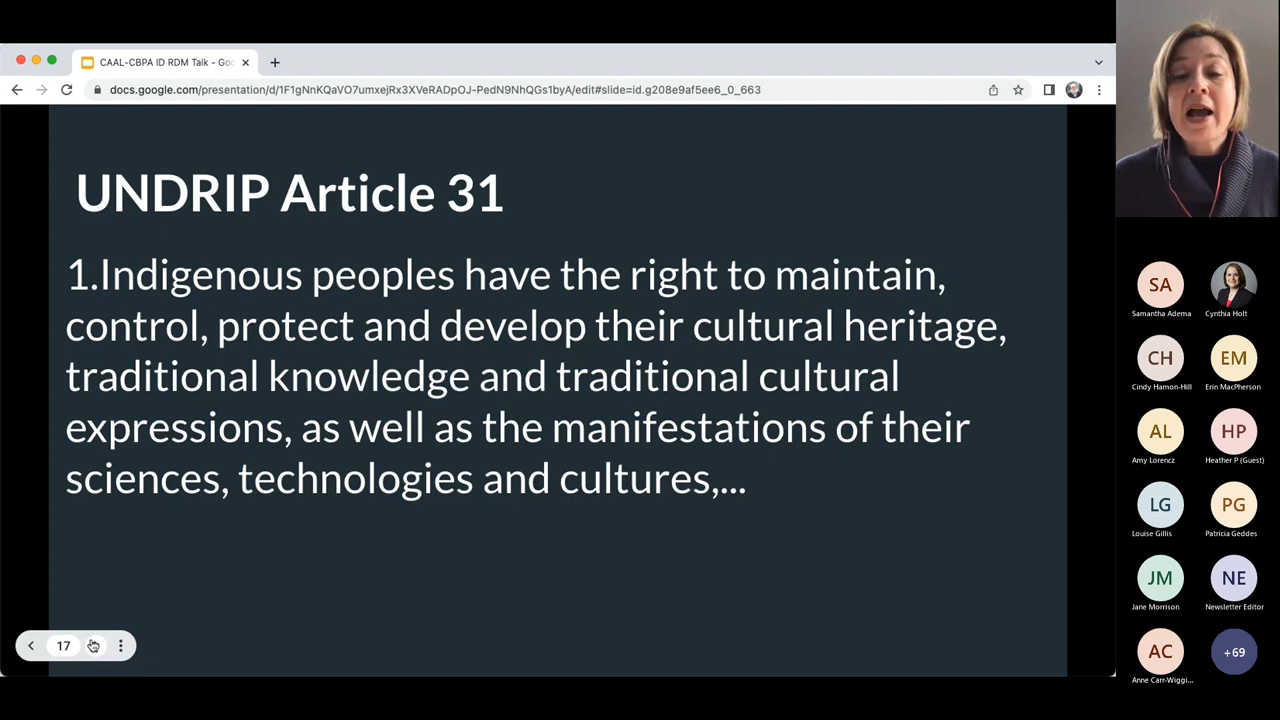 CAAL-CBPA ID RDM Talk - Goo
docs.google.com/presentation/d/1F1gNnKQaVO7umxejRx3XVeRADpOJ-PedN9NhQGs1byA/edit#slide=id.g208e9af5ee6_0_663
UNDRIP Article 31
1.Indigenous peoples have the right to maintain,
control, protect and develop their cultural heritage,
traditional knowledge and traditional cultural
expressions, as well as the manifestations of their
sciences, technologies and cultures,...
17
SA
Samantha Adema
Cynthia Holt
CH
Cindy Hamon-Hill
EM
Erin MacPherson
AL
Amy Lorencz
HP
Heather P (Guest)
LG
Louise Gillis
PG
Patricia Geddes
JM
Jane Morrison
NE
Newsletter Editor
AC
Anne Carr-Wiggi...
+69